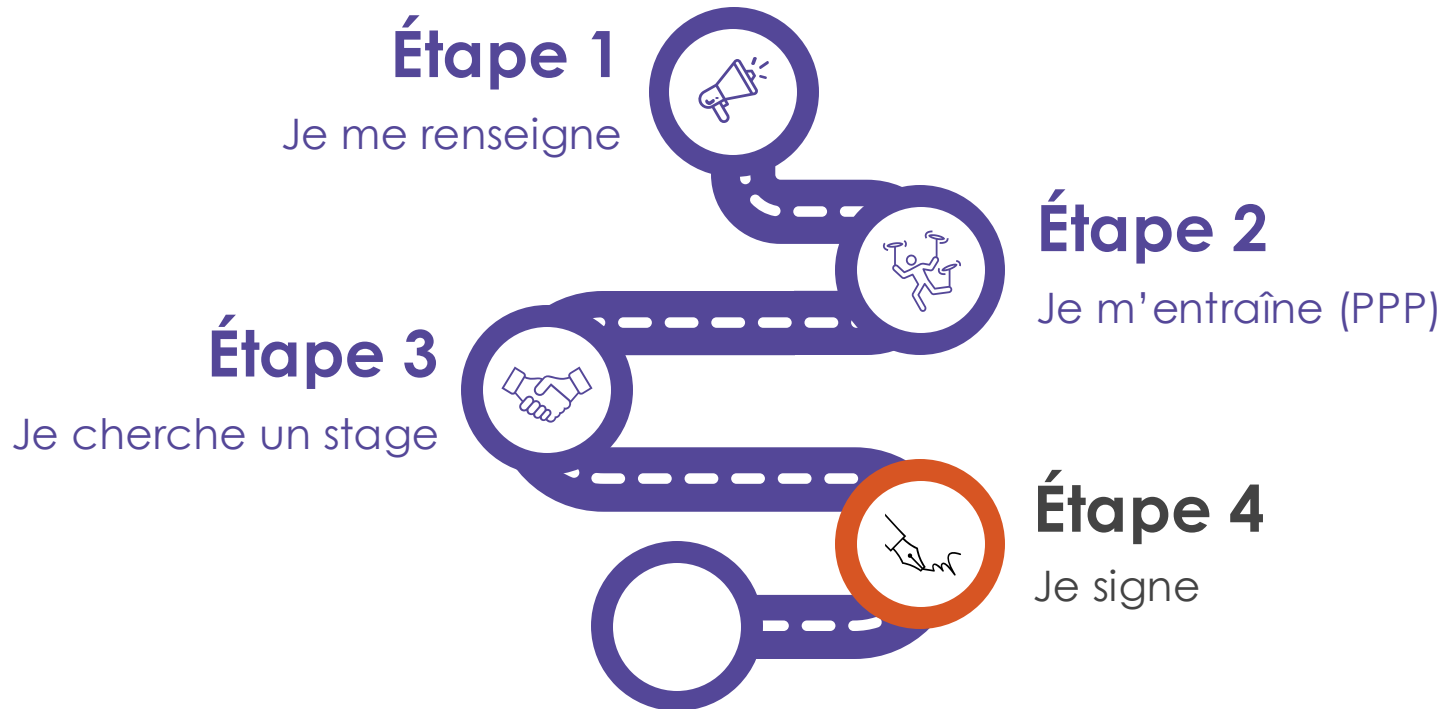 Étape 1
Je me renseigne
Étape 2
Je m’entraîne (PPP)
Étape 3
Je cherche un stage
Étape 4
Je signe